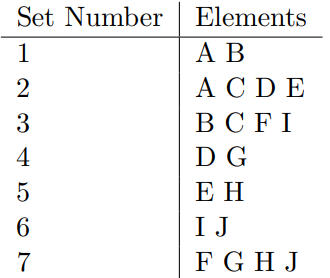 Set Number Elements
1 A B
2 A C D E
3 B C F I
4 D G
5 E H
6 I J
7 F G H J